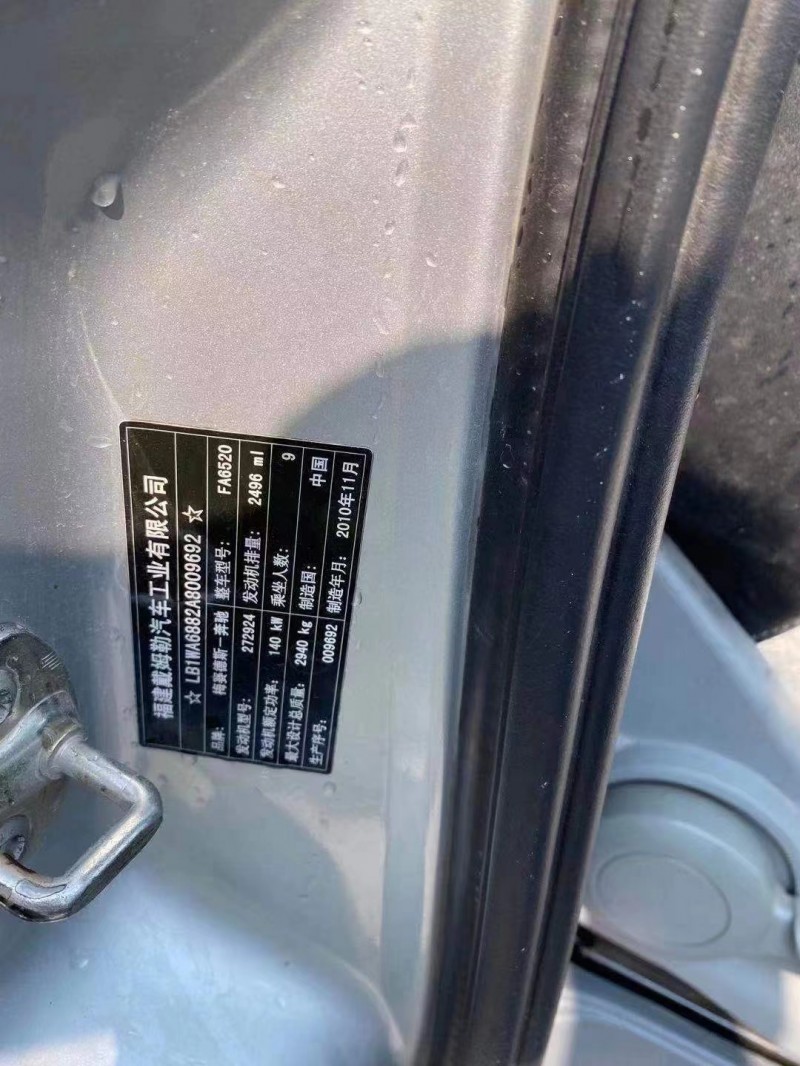 福建戴姆勒汽车工业有限公司
☆ LB1WA6882A8009692 ☆
品牌: 梅赛德斯-奔驰 整车型号: FA6520
发动机型号: 272924 发动机排量: 2496 ml
发动机额定功率: 140 kW 乘坐人数: 9
最大设计总质量: 2940 kg 制造国: 中国
生产序号: 009692 制造年月: 2010年11月